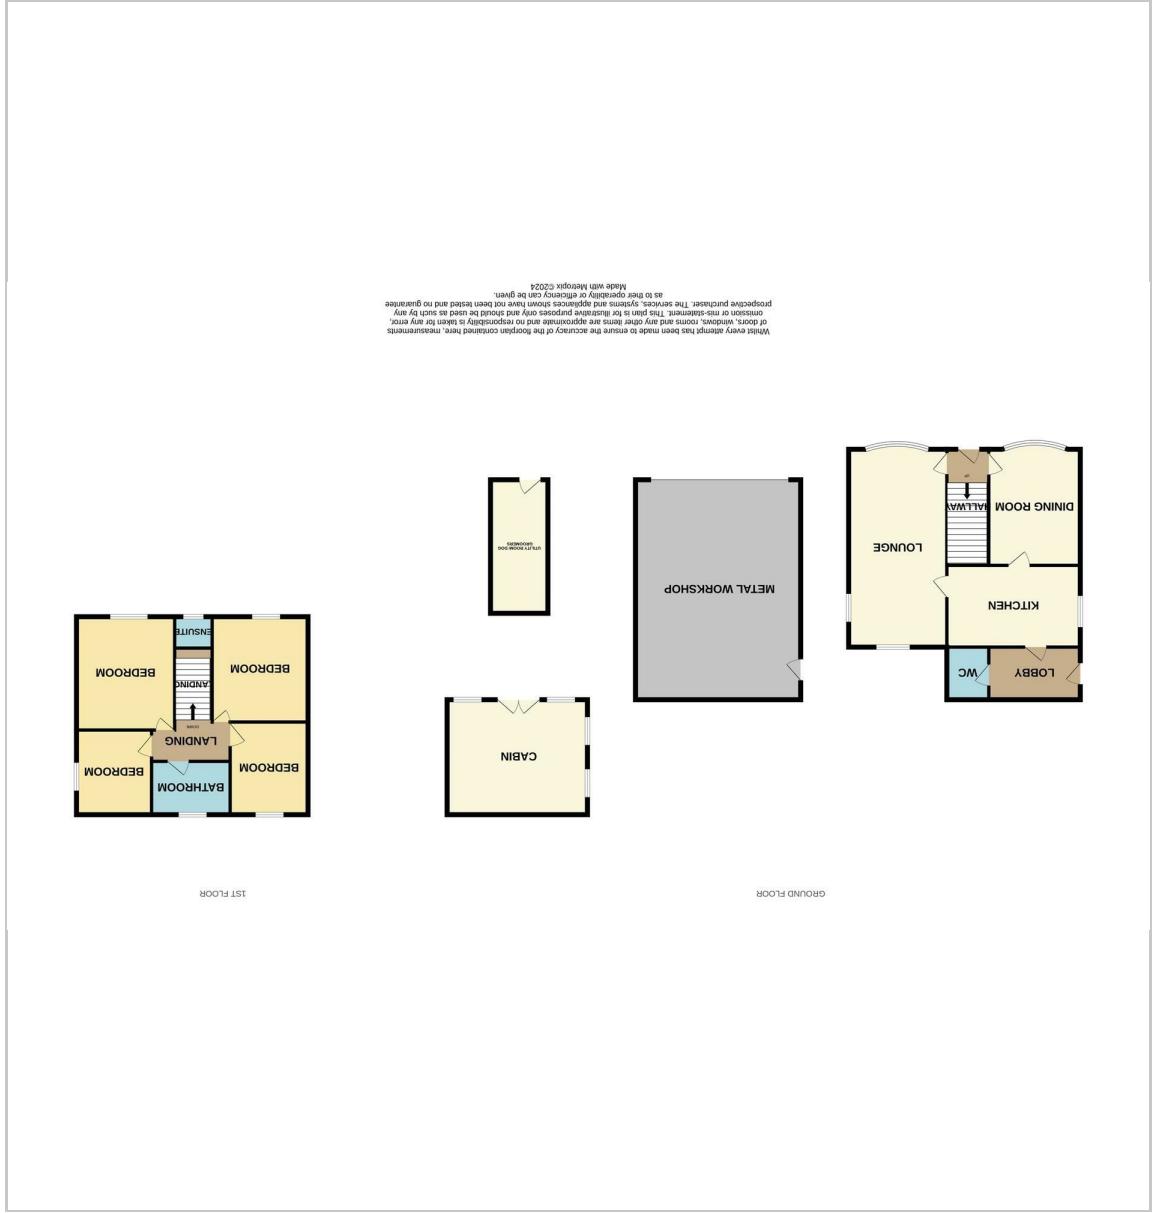 GROUND FLOOR
LOBBY
WC
KITCHEN
DINING ROOM
HALLWAY
UP
LOUNGE
METAL WORKSHOP
CABIN
UTILITY ROOM DOG
GROOMERS
1ST FLOOR
BEDROOM
BATHROOM
BEDROOM
LANDING
DOWN
LANDING
BEDROOM
BEDROOM
ENSUITE
Whilst every attempt has been made to ensure the accuracy of the floorplan contained here, measurements
of doors, windows, rooms and any other items are approximate and no responsibility is taken for any error,
omission or mis-statement. This plan is for illustrative purposes only and should be used as such by any
prospective purchaser. The services, systems and appliances shown have not been tested and no guarantee
as to their operability or efficiency can be given.
Made with Metropix ©2024